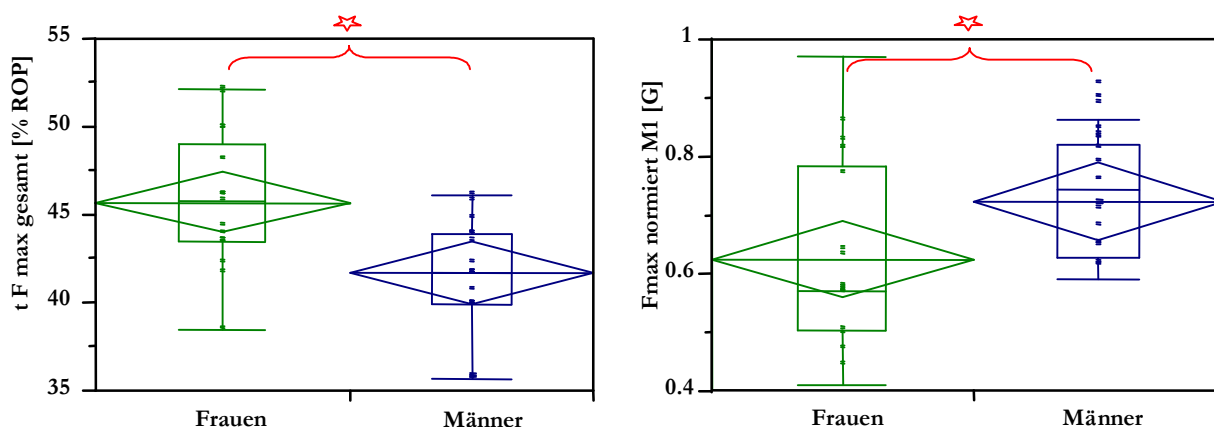 t F max gesamt [% ROP]
55
50
45
40
35
Frauen Männer
Fmax normiert M1 [G]
1
0.8
0.6
0.4
Frauen Männer